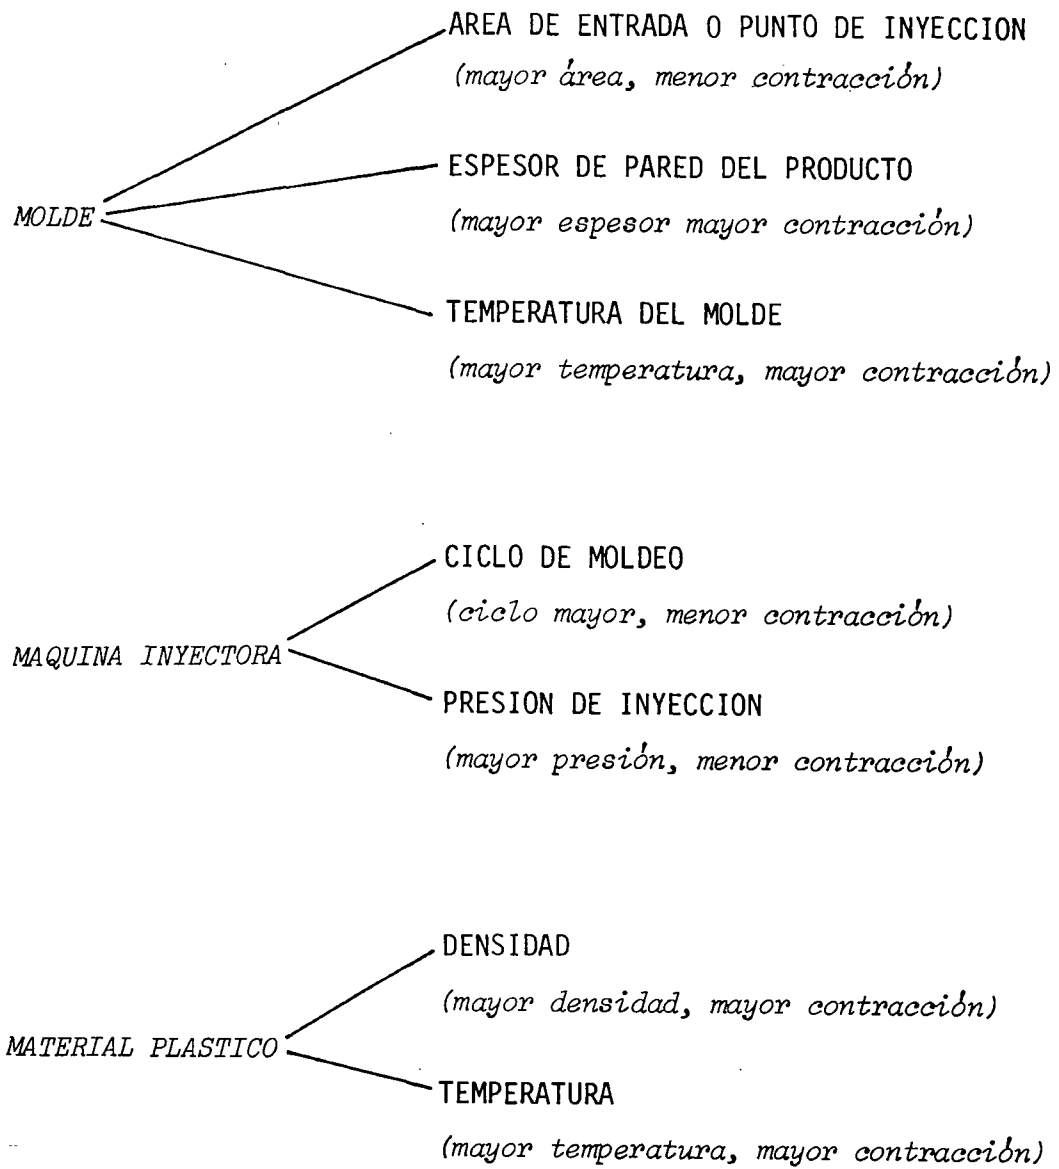 AREA DE ENTRADA O PUNTO DE INYECCION
(mayor área, menor contracción)
ESPESOR DE PARED DEL PRODUCTO
MOLDE
(mayor espesor mayor contracción)
TEMPERATURA DEL MOLDE
(mayor temperatura, mayor contracción)
CICLO DE MOLDEO
(ciclo mayor, menor contracción)
MAQUINA INYECTORA
PRESION DE INYECCION
(mayor presión, menor contracción)
DENSIDAD
(mayor densidad, mayor contracción)
MATERIAL PLASTICO
TEMPERATURA
(mayor temperatura, mayor contracción)